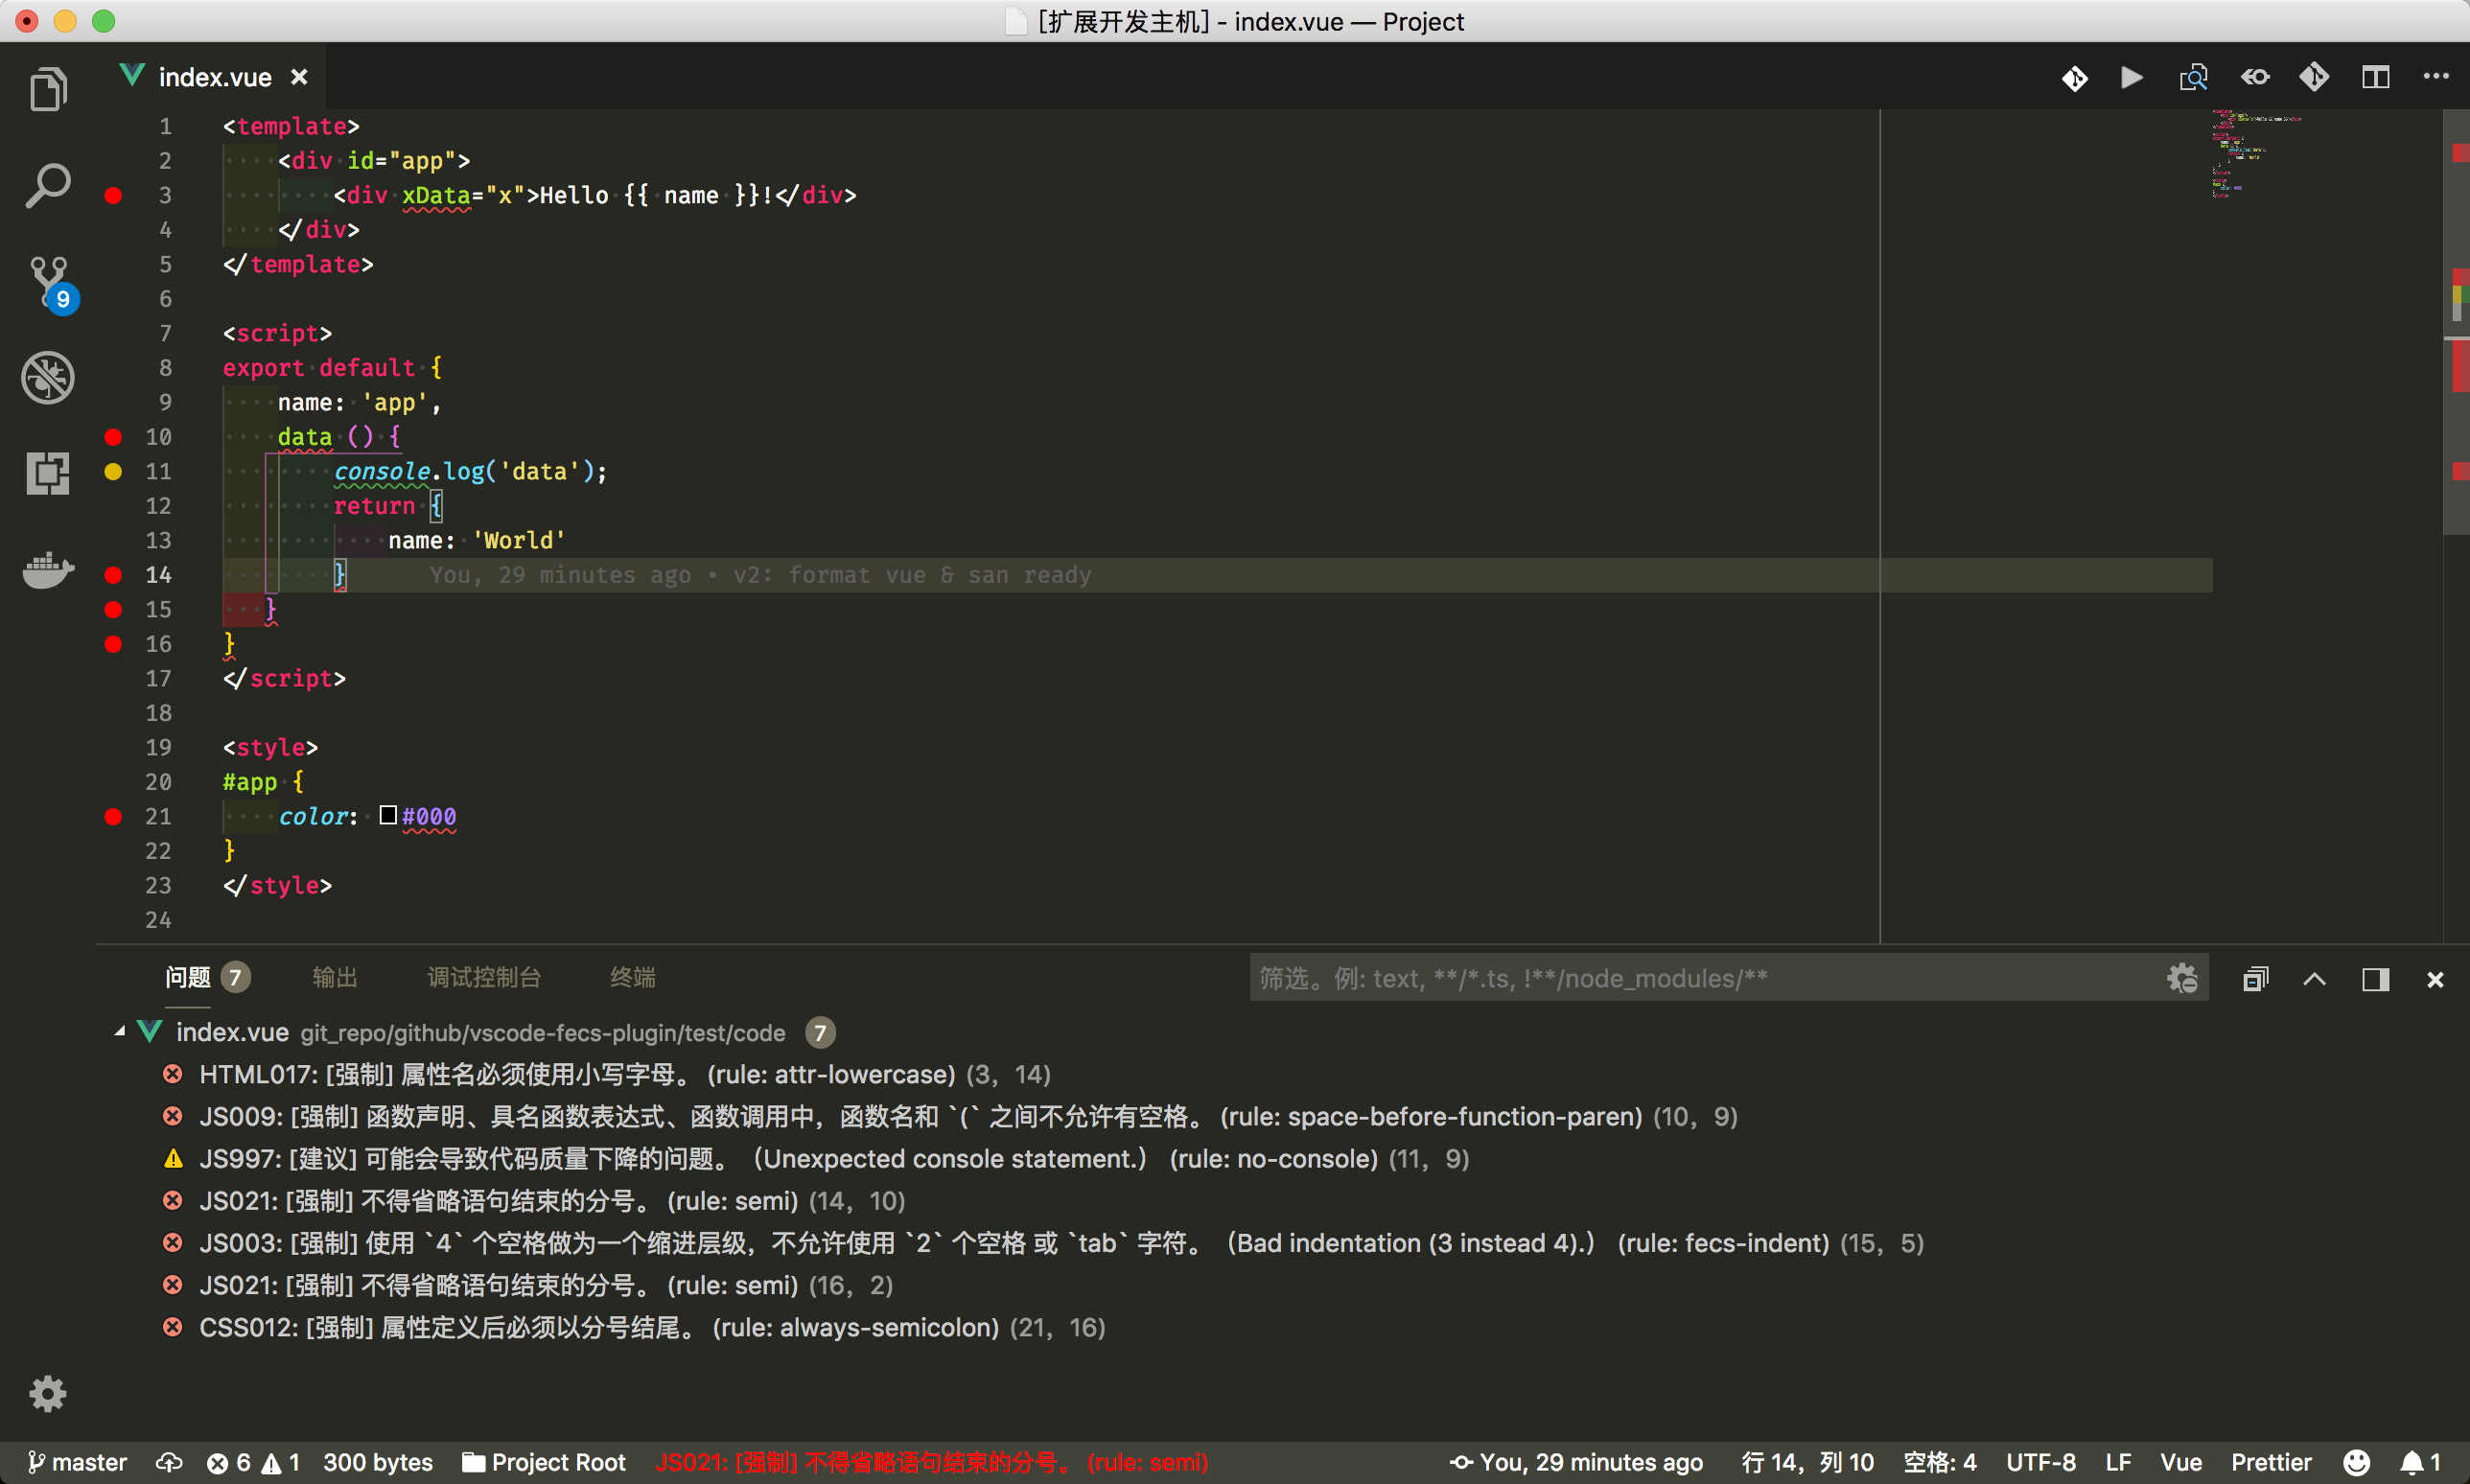 [扩展开发主机] - index.vue — Project
index.vue
1 <template>
2 <div id="app">
3 <div xData="x">Hello {{ name }}!</div>
4 </div>
5 </template>
6
7 <script>
8 export default {
9 name: 'app',
10 data () {
11 console.log('data');
12 return {
13 name: 'World'
14 } You, 29 minutes ago • v2: format vue & san ready
15 }
16 }
17 </script>
18
19 <style>
20 #app {
21 color: #000
22 }
23 </style>
24
9
问题 7 输出 调试控制台 终端 筛选。例: text, **/*.ts, !**/node_modules/**
index.vue git_repo/github/vscode-fecs-plugin/test/code 7
HTML017: [强制] 属性名必须使用小写字母。 (rule: attr-lowercase) (3, 14)
JS009: [强制] 函数声明、具名函数表达式、函数调用中，函数名和 `(` 之间不允许有空格。 (rule: space-before-function-paren) (10, 9)
JS997: [建议] 可能会导致代码质量下降的问题。（Unexpected console statement.） (rule: no-console) (11, 9)
JS021: [强制] 不得省略语句结束的分号。 (rule: semi) (14, 10)
JS003: [强制] 使用 `4` 个空格做为一个缩进层级，不允许使用 `2` 个空格 或 `tab` 字符。（Bad indentation (3 instead 4).） (rule: fecs-indent) (15, 5)
JS021: [强制] 不得省略语句结束的分号。 (rule: semi) (16, 2)
CSS012: [强制] 属性定义后必须以分号结尾。 (rule: always-semicolon) (21, 16)
master 6 1 300 bytes Project Root JS021: [强制] 不得省略语句结束的分号。 (rule: semi) You, 29 minutes ago 行 14，列 10 空格: 4 UTF-8 LF Vue Prettier 1